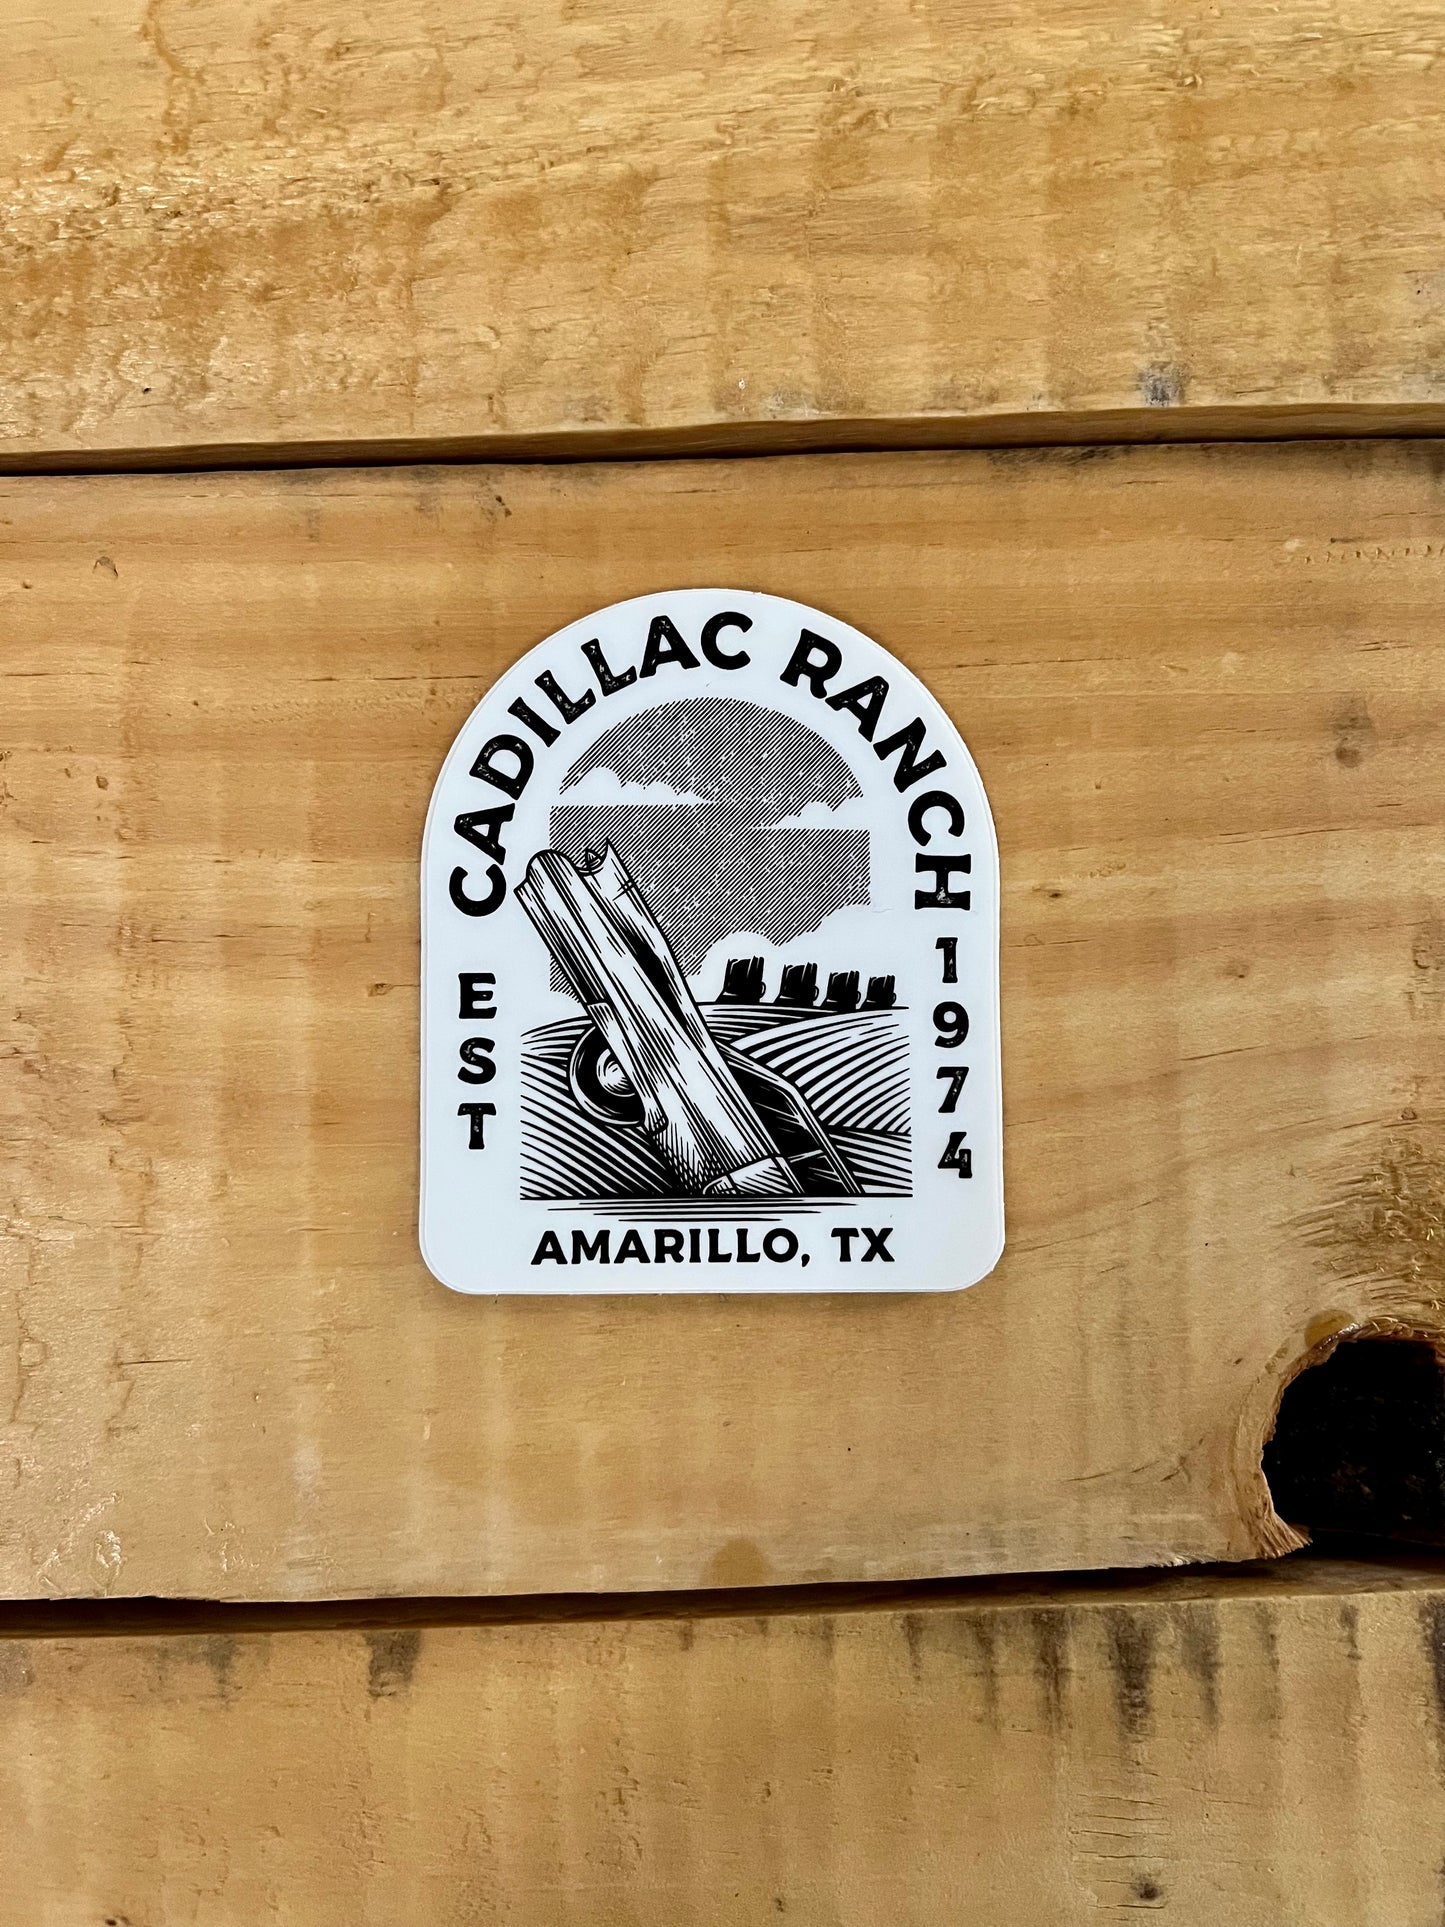 CADILLAC RANCH
EST
1974
AMARILLO, TX